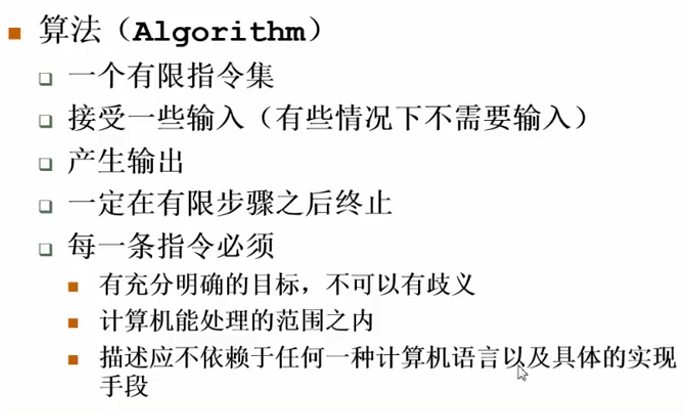 算法（Algorithm）
一个有限指令集
接受一些输入（有些情况下不需要输入）
产生输出
一定在有限步骤之后终止
每一条指令必须
有充分明确的目标，不可以有歧义
计算机能处理的范围之内
描述应不依赖于任何一种计算机语言以及具体的实现
手段